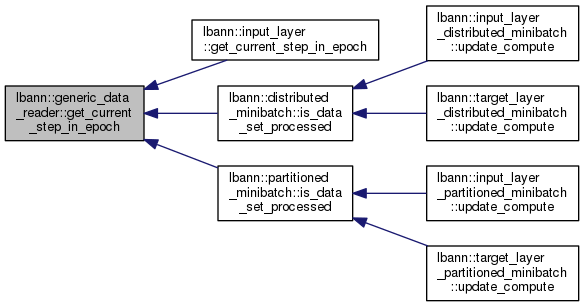 lbann::generic_data
_reader::get_current
_step_in_epoch
lbann::input_layer
::get_current_step_in_epoch
lbann::distributed
_minibatch::is_data
_set_processed
lbann::partitioned
_minibatch::is_data
_set_processed
lbann::input_layer
_distributed_minibatch
::update_compute
lbann::target_layer
_distributed_minibatch
::update_compute
lbann::input_layer
_partitioned_minibatch
::update_compute
lbann::target_layer
_partitioned_minibatch
::update_compute